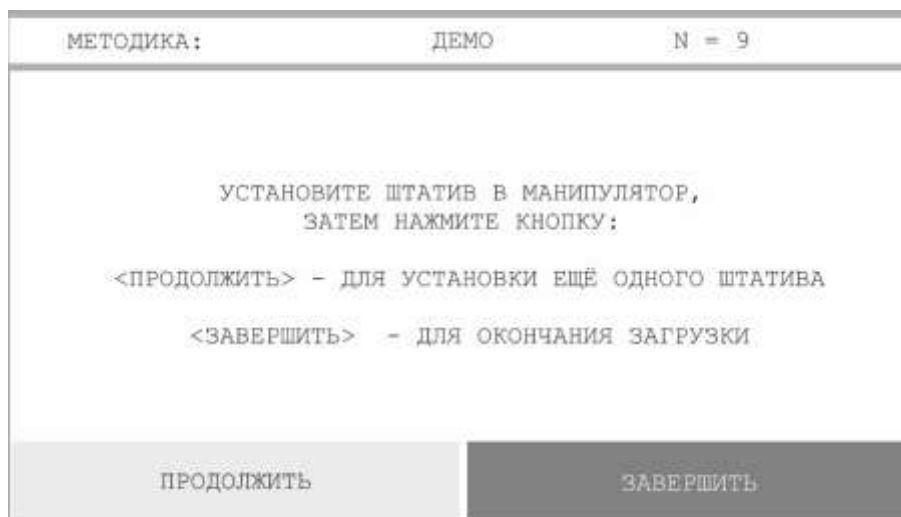 МЕТОДИКА: ДЕМО N = 9
УСТАНОВИТЕ ШТАТИВ В МАНИПУЛЯТОР,
ЗАТЕМ НАЖМИТЕ КНОПКУ:
<ПРОДОЛЖИТЬ> - ДЛЯ УСТАНОВКИ ЕЩЁ ОДНОГО ШТАТИВА
<ЗАВЕРШИТЬ> - ДЛЯ ОКОНЧАНИЯ ЗАГРУЗКИ
ПРОДОЛЖИТЬ ЗАВЕРШИТЬ